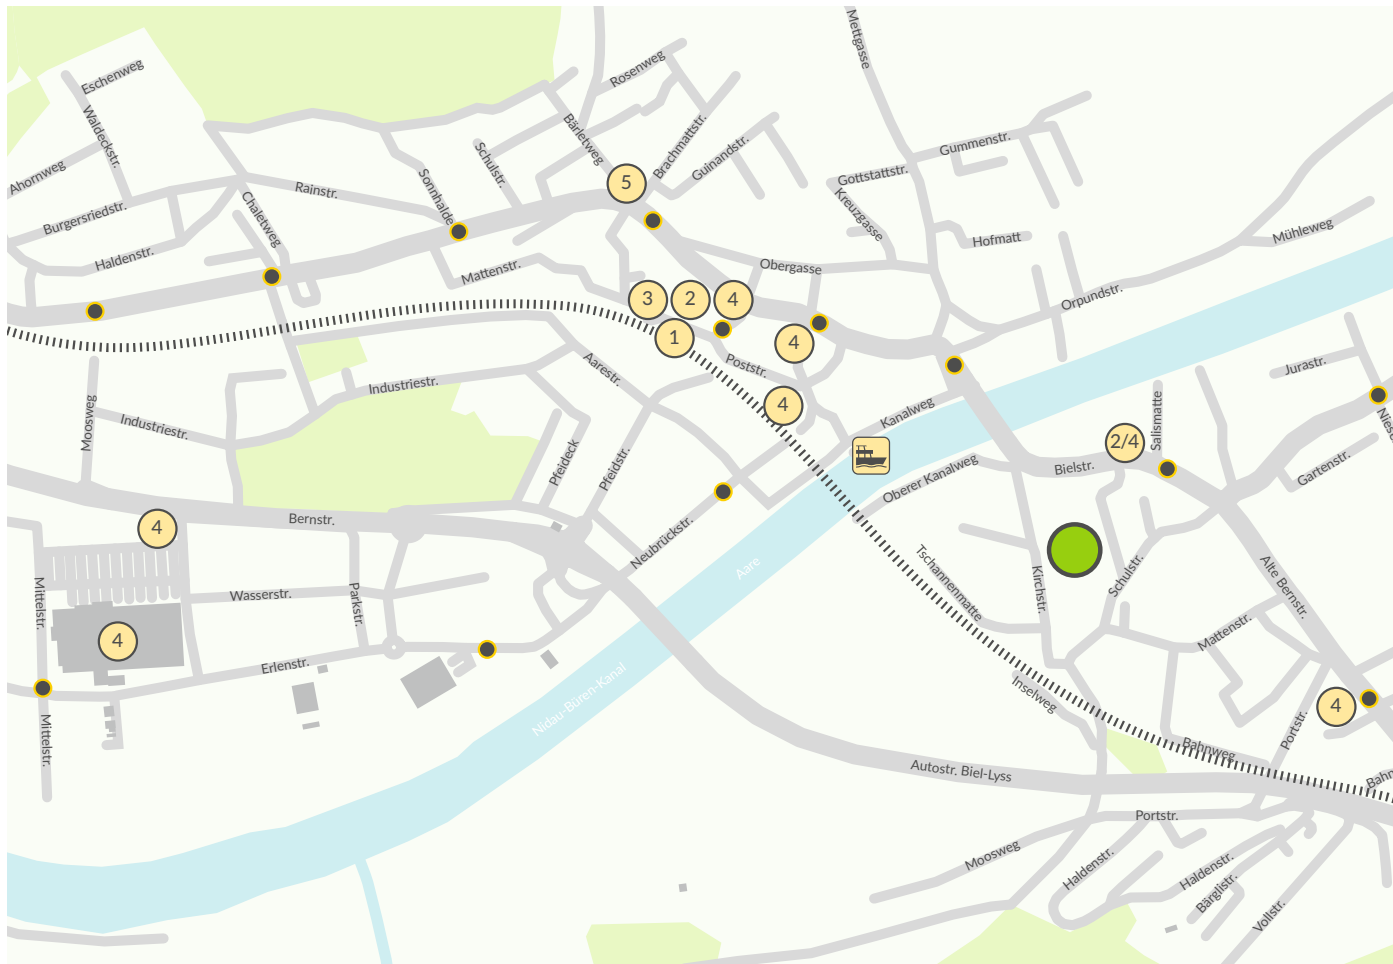 Mettgasse
Eschenweg
Rosenweg
Waldeckstr.
Bärletweg
Brachmattstr.
Guinandstr.
Gummenstr.
Ahornweg
Schulstr.
Gottstattstr.
Rainstr.
Sonnhalde
5
Kreuzgasse
Burgersriedstr.
Chaletweg
Hofmatt
Mühleweg
Haldenstr.
Mattenstr.
Obergasse
3
2
4
Orpundstr.
1
4
Poststr.
Aarestr.
Jurastr.
Industriestr.
Moosweg
4
Kanalweg
Salismatte
Industriestr.
2/4
Pfeideck
Pfeidstr.
Oberer Kanalweg
Bielstr.
Gartenstr.
Bernstr.
4
Neubrückstr.
Aare
Tschannenmatte
Kirchstr.
Schulstr.
Alte Bernstr.
Mittelstr.
Wasserstr.
Parkstr.
4
Mattenstr.
Erlenstr.
Nidau-Büren-Kanal
Inselweg
4
Mittelstr.
Portstr.
Bahnweg
Autostr. Biel-Lyss
Portstr.
Moosweg
Haldenstr.
Haldenstr.
Bärglistr.
Vollstr.